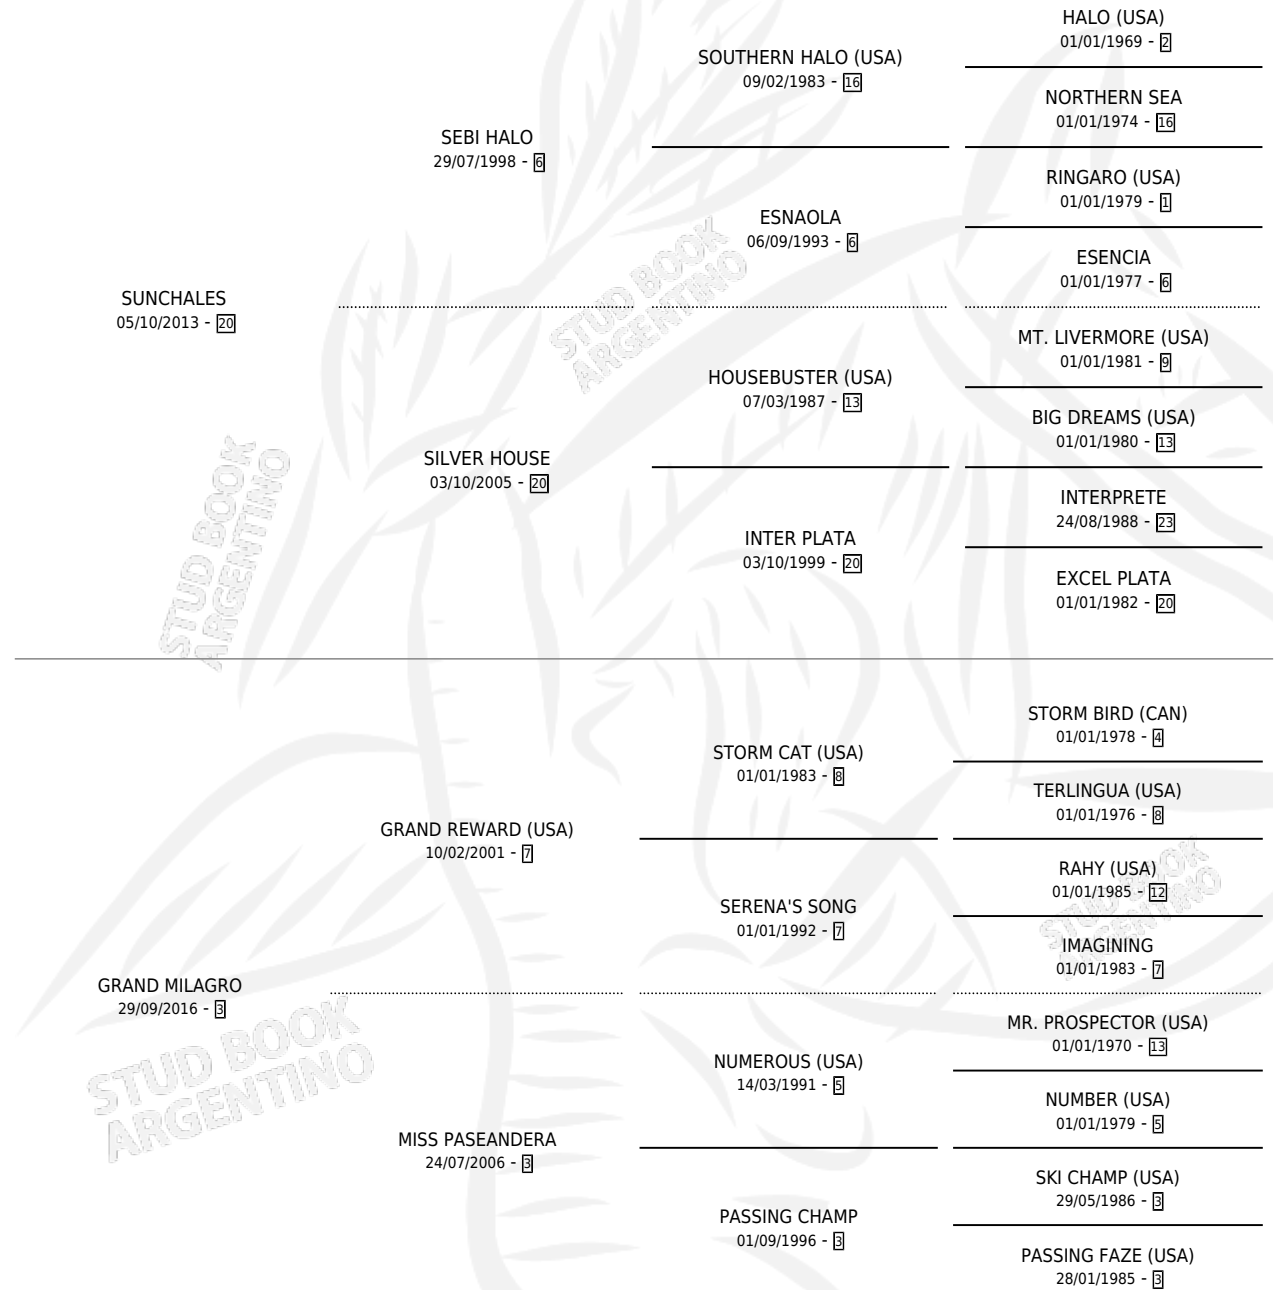 HALO (USA)
01/01/1969 - 2
SOUTHERN HALO (USA)
09/02/1983 - 16
NORTHERN SEA
01/01/1974 - 16
SEBI HALO
29/07/1998 - 6
RINGARO (USA)
01/01/1979 - 1
ESNAOLA
06/09/1993 - 6
ESENCIA
01/01/1977 - 6
SUNCHALES
05/10/2013 - 20
STUD BOOK
ARGENTINO
MT. LIVERMORE (USA)
01/01/1981 - 9
HOUSEBUSTER (USA)
07/03/1987 - 13
BIG DREAMS (USA)
01/01/1980 - 13
SILVER HOUSE
03/10/2005 - 20
INTERPRETE
24/08/1988 - 23
INTER PLATA
03/10/1999 - 20
EXCEL PLATA
01/01/1982 - 20
STUD BOOK
ARGENTINO
STORM BIRD (CAN)
01/01/1978 - 4
STORM CAT (USA)
01/01/1983 - 8
TERLINGUA (USA)
01/01/1976 - 8
GRAND REWARD (USA)
10/02/2001 - 7
RAHY (USA)
01/01/1985 - 12
SERENA'S SONG
01/01/1992 - 7
IMAGINING
01/01/1983 - 7
STUD BOOK
ARGENTINO
GRAND MILAGRO
29/09/2016 - 3
MR. PROSPECTOR (USA)
01/01/1970 - 13
NUMEROUS (USA)
14/03/1991 - 5
NUMBER (USA)
01/01/1979 - 5
STUD BOOK
ARGENTINO
MISS PASEANDERA
24/07/2006 - 3
SKI CHAMP (USA)
29/05/1986 - 3
PASSING CHAMP
01/09/1996 - 3
PASSING FAZE (USA)
28/01/1985 - 3